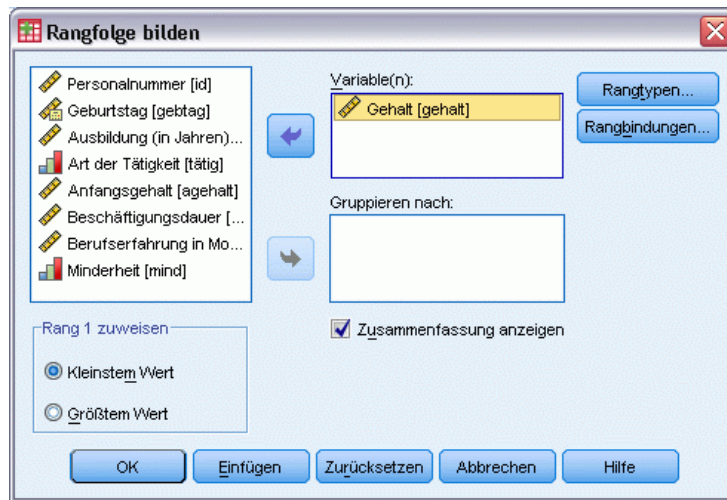 Rangfolge bilden
Personalnummer [id]
Geburtstag [gebtag]
Ausbildung (in Jahren)...
Art der Tätigkeit [tätig]
Anfangsgehalt [agehalt]
Beschäftigungsdauer [...
Berufserfahrung in Mo...
Minderheit [mind]
Variable(n):
Gehalt [gehalt]
Rangtypen...
Rangbindungen...
Gruppieren nach:
Rang 1 zuweisen
Kleinstem Wert
Größtem Wert
Zusammenfassung anzeigen
OK
Einfügen
Zurücksetzen
Abbrechen
Hilfe